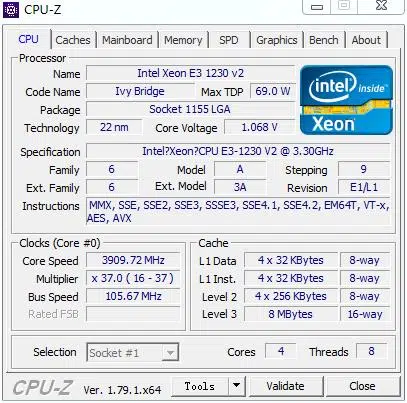 CPU-Z
CPU Caches Mainboard Memory SPD Graphics Bench About
Processor
Name Intel Xeon E3 1230 v2
Code Name Ivy Bridge Max TDP 69.0 W
Package Socket 1155 LGA
Technology 22 nm Core Voltage 1.068 V
intel inside™
Xeon
Specification Intel?Xeon?CPU E3-1230 V2 @ 3.30GHz
Family 6 Model A Stepping 9
Ext. Family 6 Ext. Model 3A Revision E1/L1
Instructions MMX, SSE, SSE2, SSE3, SSSE3, SSE4.1, SSE4.2, EM64T, VT-x,
AES, AVX
Clocks (Core #0)
Core Speed 3909.72 MHz
Multiplier x 37.0 ( 16 - 37 )
Bus Speed 105.67 MHz
Rated FSB
Cache
L1 Data 4 x 32 KBytes 8-way
L1 Inst. 4 x 32 KBytes 8-way
Level 2 4 x 256 KBytes 8-way
Level 3 8 MBytes 16-way
Selection Socket #1 Cores 4 Threads 8
CPU-Z Ver. 1.79.1.x64 Tools Validate Close